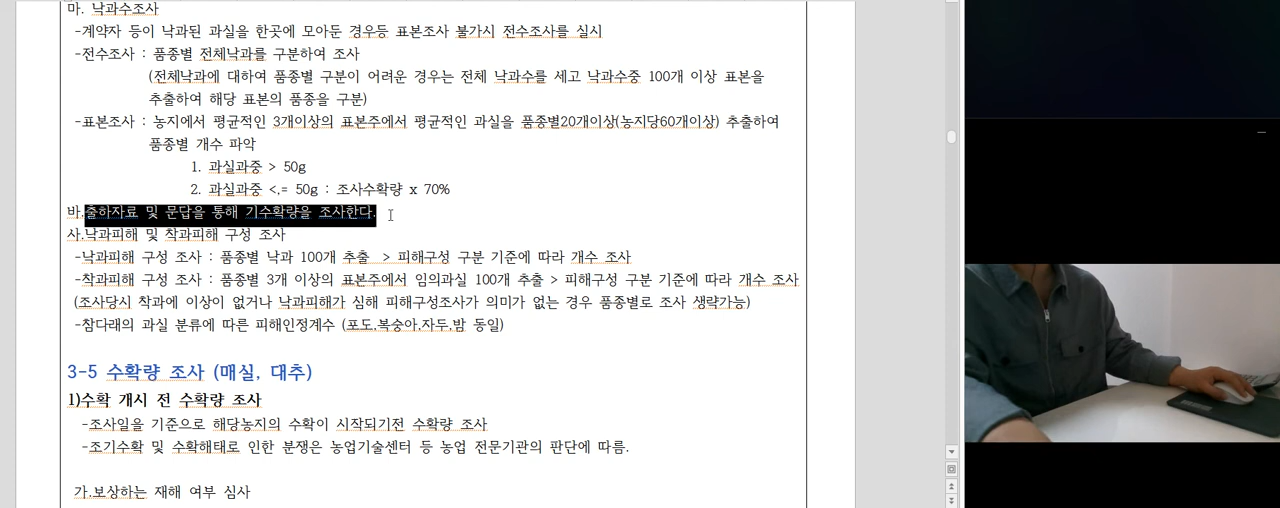 마. 낙과수조사
-계약자 등이 낙과된 과실을 한곳에 모아둔 경우등 표본조사 불가시 전수조사를 실시
-전수조사 : 품종별 전체낙과를 구분하여 조사
(전체낙과에 대하여 품종별 구분이 어려운 경우는 전체 낙과수를 세고 낙과수중 100개 이상 표본을
추출하여 해당 표본의 품종을 구분)
-표본조사 : 농지에서 평균적인 3개이상의 표본주에서 평균적인 과실을 품종별20개이상(농지당60개이상) 추출하여
품종별 개수 파악
1. 과실과중 > 50g
2. 과실과중 <,= 50g : 조사수확량 x 70%
바.출하자료 및 문답을 통해 기수확량을 조사한다.
사.낙과피해 및 착과피해 구성 조사
-낙과피해 구성 조사 : 품종별 낙과 100개 추출 > 피해구성 구분 기준에 따라 개수 조사
-착과피해 구성 조사 : 품종별 3개 이상의 표본주에서 임의과실 100개 추출 > 피해구성 구분 기준에 따라 개수 조사
(조사당시 착과에 이상이 없거나 낙과피해가 심해 피해구성조사가 의미가 없는 경우 품종별로 조사 생략가능)
-참다래의 과실 분류에 따른 피해인정계수 (포도,복숭아,자두,밤 동일)
3-5 수확량 조사 (매실, 대추)
1)수확 개시 전 수확량 조사
-조사일을 기준으로 해당농지의 수확이 시작되기전 수확량 조사
-조기수확 및 수확해태로 인한 분쟁은 농업기술센터 등 농업 전문기관의 판단에 따름.
가.보상하는 재해 여부 심사